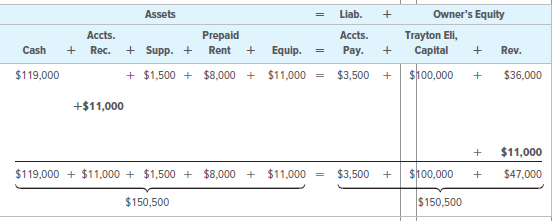 Assets = Liab. + Owner's Equity
Accts. Prepaid Accts. Trayton Eli,
Cash + Rec. + Supp. + Rent + Equip. = Pay. + Capital + Rev.
$119,000 + $1,500 + $8,000 + $11,000 = $3,500 + $100,000 + $36,000
+$11,000
+ $11,000
$119,000 + $11,000 + $1,500 + $8,000 + $11,000 = $3,500 + $100,000 + $47,000
$150,500 $150,500